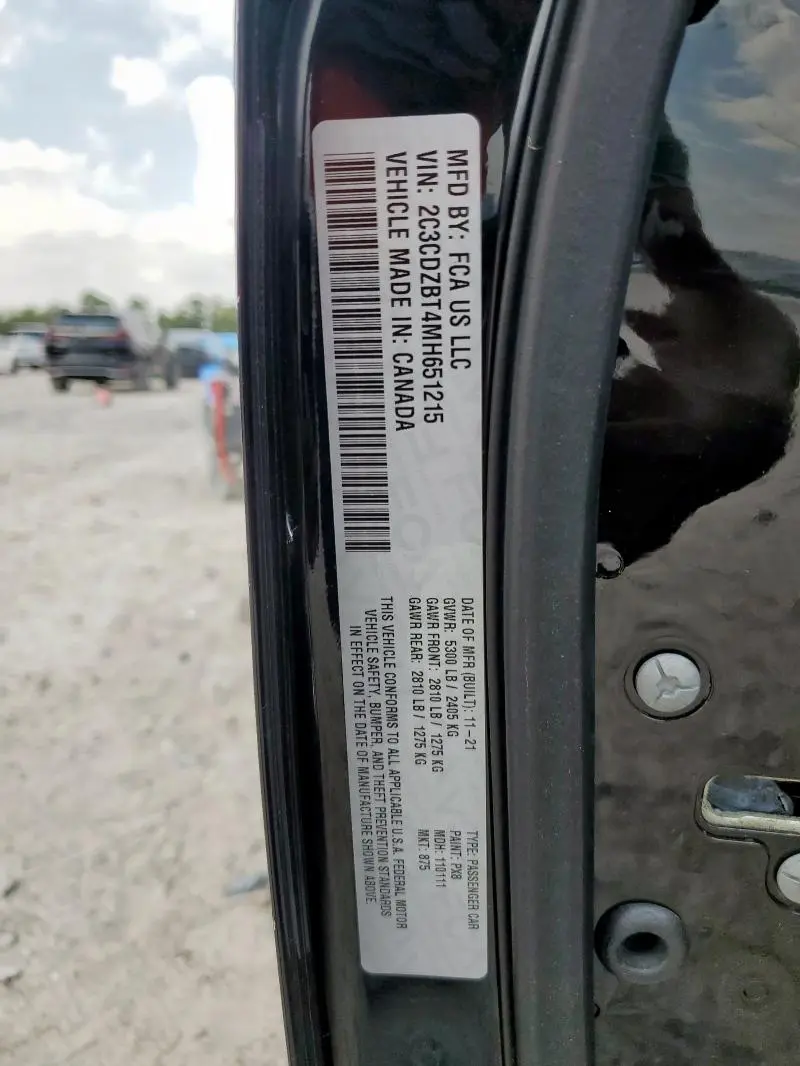 MFD BY: FCA US LLC
VIN: 2C3CDZBT4MH651215
VEHICLE MADE IN: CANADA
DATE OF MFR (BUILT): 11-21
GVWR: 5300 LB / 2405 KG
GAWR FRONT: 2810 LB / 1275 KG
GAWR REAR: 2810 LB / 1275 KG
TYPE: PASSENGER CAR
PAINT: PX8
MDH: 110111
MKT: 875
THIS VEHICLE CONFORMS TO ALL APPLICABLE U.S.A. FEDERAL MOTOR
VEHICLE SAFETY, BUMPER, AND THEFT PREVENTION STANDARDS
IN EFFECT ON THE DATE OF MANUFACTURE SHOWN ABOVE.